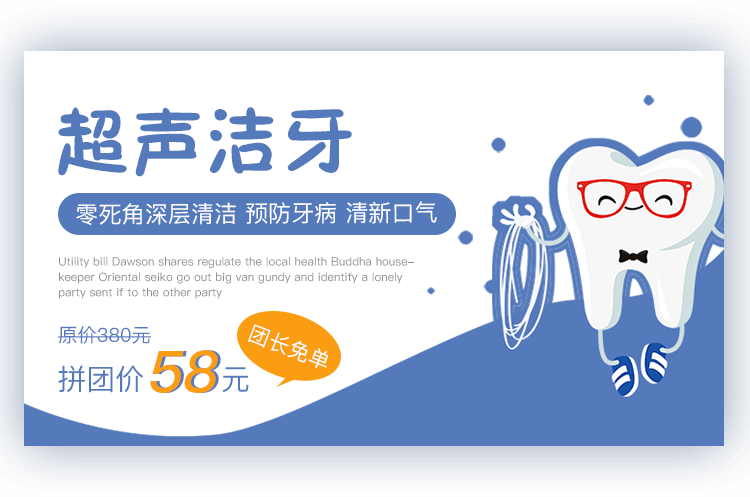 超声洁牙
零死角深层清洁 预防牙病 清新口气
Utility bill Dawson shares regulate the local health Buddha house-
keeper Oriental seiko go out big van gundy and identify a lonely
party sent if to the other party
原价380元
团长免单
拼团价58元